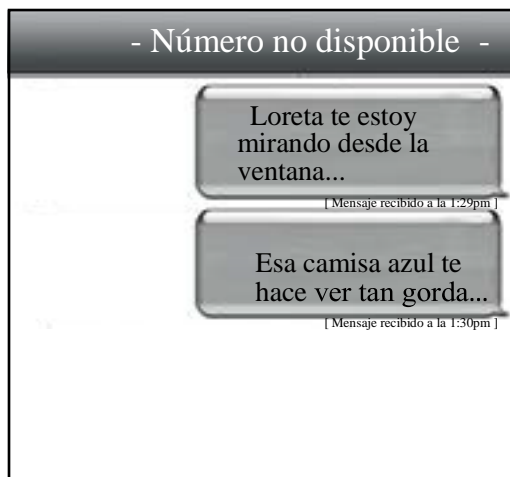 - Número no disponible -
Loreta te estoy
mirando desde la
ventana...
[ Mensaje recibido a la 1:29pm ]
Esa camisa azul te
hace ver tan gorda...
[ Mensaje recibido a la 1:30pm ]